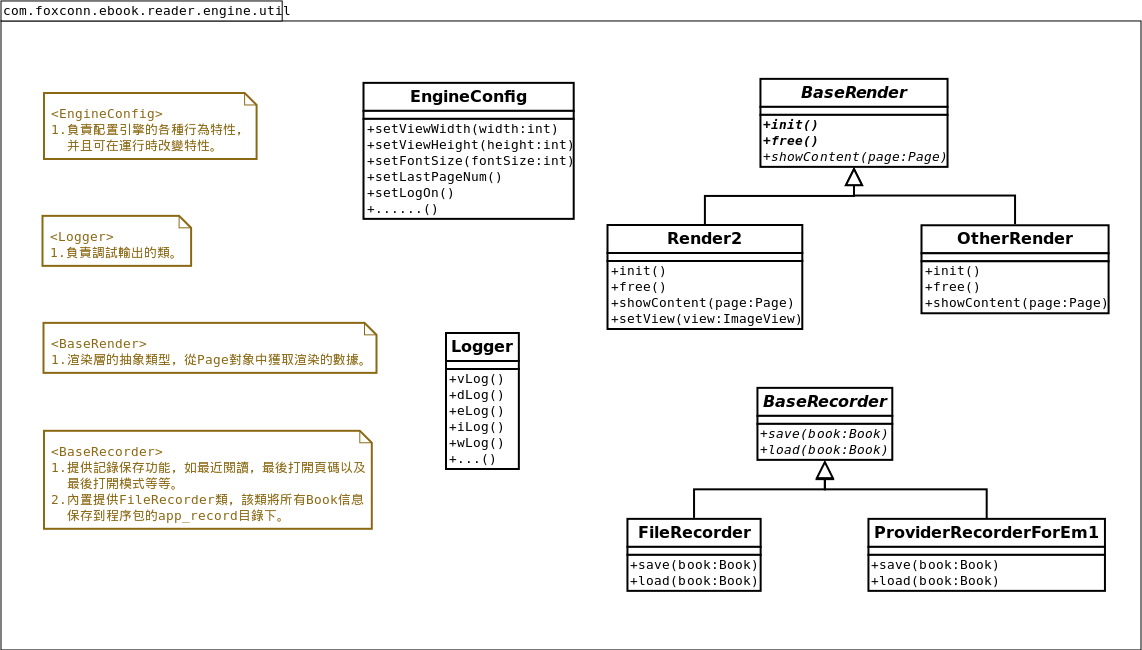 com.foxconn.ebook.reader.engine.util
<EngineConfig>
1.負責配置引擎的各種行為特性,
并且可在運行時改變特性。
<Logger>
1.負責調試輸出的類。
<BaseRender>
1.渲染層的抽象類型, 從Page對象中獲取渲染的數據。
<BaseRecorder>
1.提供記錄保存功能, 如最近閱讀, 最後打開頁碼以及
最後打開模式等等。
2.內置提供FileRecorder類, 該類將所有Book信息
保存到程序包的app_record目錄下。
EngineConfig
+setViewWidth(width:int)
+setViewHeight(height:int)
+setFontSize(fontSize:int)
+setLastPageNum()
+setLogOn()
+......()
Logger
+vLog()
+dLog()
+eLog()
+iLog()
+wLog()
+...()
BaseRender
+init()
+free()
+showContent(page:Page)
Render2
+init()
+free()
+showContent(page:Page)
+setView(view:ImageView)
OtherRender
+init()
+free()
+showContent(page:Page)
BaseRecorder
+save(book:Book)
+load(book:Book)
FileRecorder
+save(book:Book)
+load(book:Book)
ProviderRecorderForEm1
+save(book:Book)
+load(book:Book)